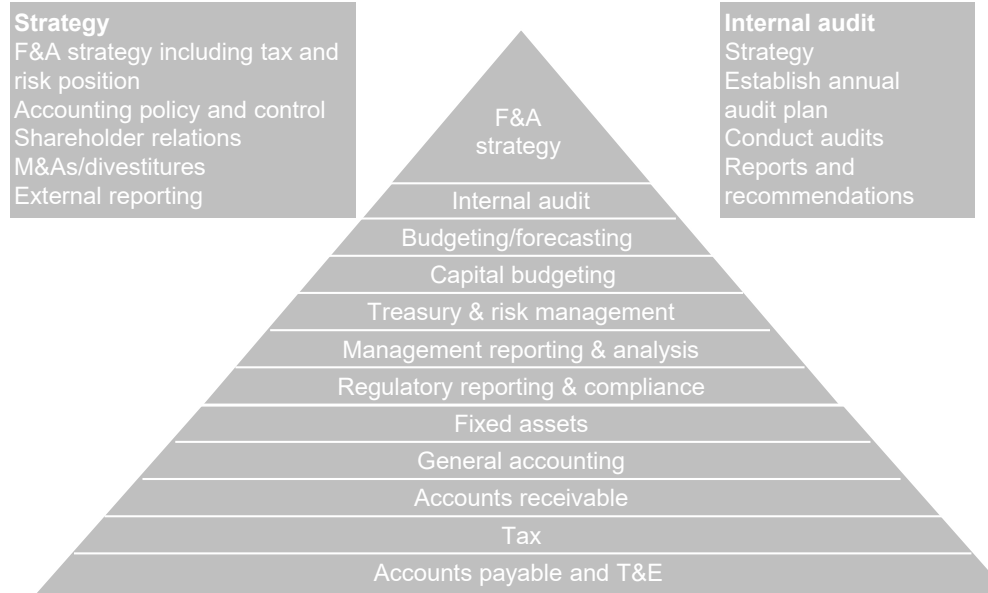 Strategy
F&A strategy including tax and
risk position
Accounting policy and control
Shareholder relations
M&As/divestitures
External reporting
Internal audit
Strategy
Establish annual
audit plan
Conduct audits
Reports and
recommendations
F&A
strategy
Internal audit
Budgeting/forecasting
Capital budgeting
Treasury & risk management
Management reporting & analysis
Regulatory reporting & compliance
Fixed assets
General accounting
Accounts receivable
Tax
Accounts payable and T&E